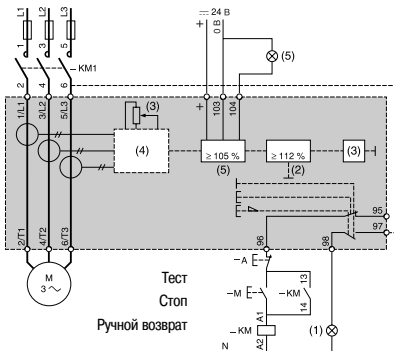 L1
L2
L3
1
3
5
– KM1
2
4
6
24 В
0 В
+
(5)
1/L1
3/L2
5/L3
+
103
104
(3)
(4)
≥ 105 %
≥ 112 %
(3)
(5)
(2)
95
97
2/T1
4/T2
6/T3
96
98
M
3 ~
Тест
Стоп
Ручной возврат
– A
– M
– KM
13
14
A1
– KM
(1)
N
A2